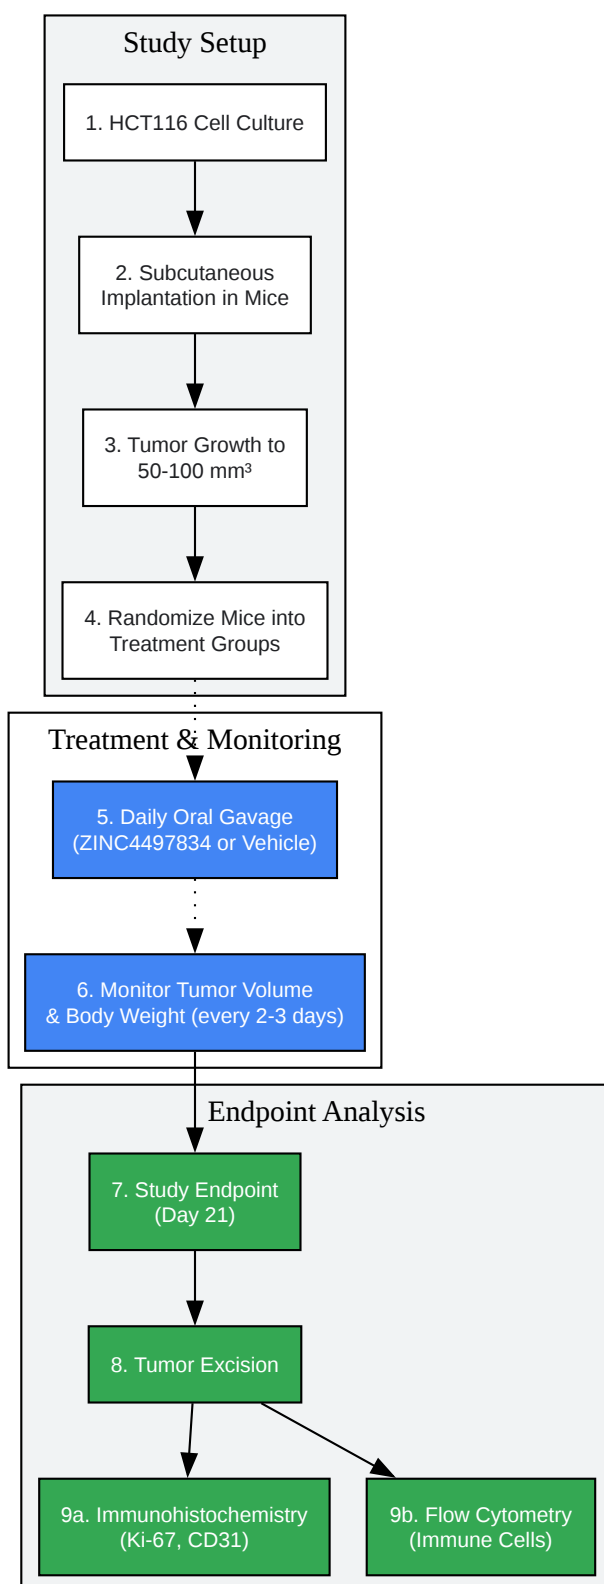 Study Setup
1. HCT116 Cell Culture
2. Subcutaneous
Implantation in Mice
3. Tumor Growth to
50-100 mm³
4. Randomize Mice into
Treatment Groups
Treatment & Monitoring
5. Daily Oral Gavage
(ZINC4497834 or Vehicle)
6. Monitor Tumor Volume
& Body Weight (every 2-3 days)
Endpoint Analysis
7. Study Endpoint
(Day 21)
8. Tumor Excision
9a. Immunohistochemistry
(Ki-67, CD31)
9b. Flow Cytometry
(Immune Cells)